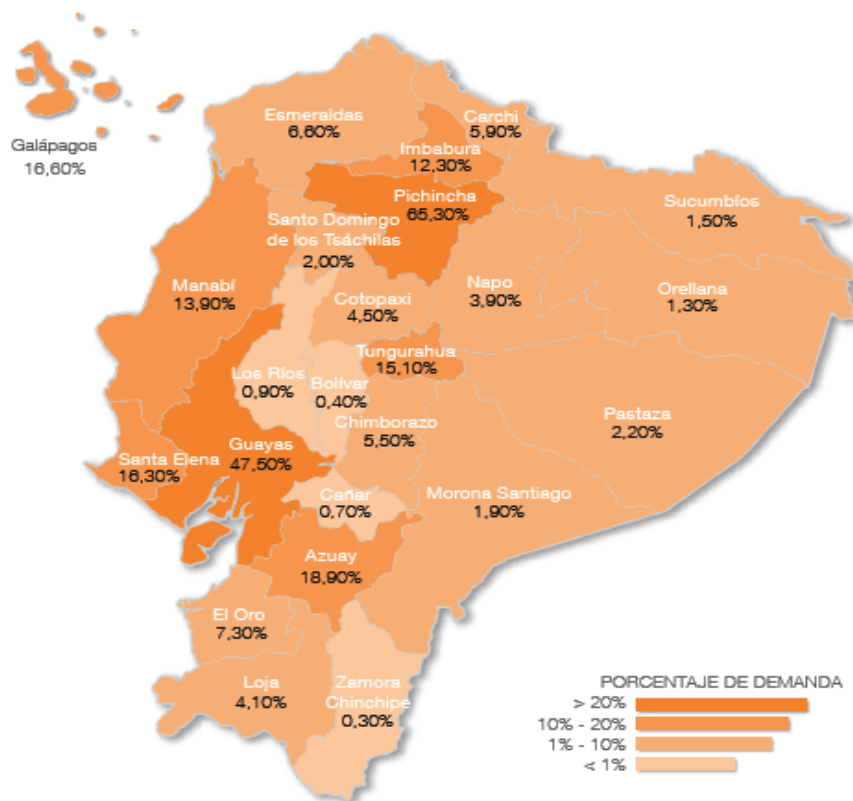 Esmeraldas
6,60%
Carchi
5,90%
Galápagos
16,60%
Imbabura
12,30%
Pichincha
65,30%
Sucumbíos
1,50%
Santo Domingo
de los Tsáchilas
2,00%
Manabí
13,90%
Cotopaxi
4,50%
Napo
3,90%
Orellana
1,30%
Tungurahua
15,10%
Los Ríos
0,90%
Bolívar
0,40%
Chimborazo
5,50%
Pastaza
2,20%
Santa Elena
16,30%
Guayas
47,50%
Cañar
0,70%
Morona Santiago
1,90%
Azuay
18,90%
El Oro
7,30%
Loja
4,10%
Zamora
Chinchipe
0,30%
PORCENTAJE DE DEMANDA
> 20%
10% - 20%
1% - 10%
< 1%